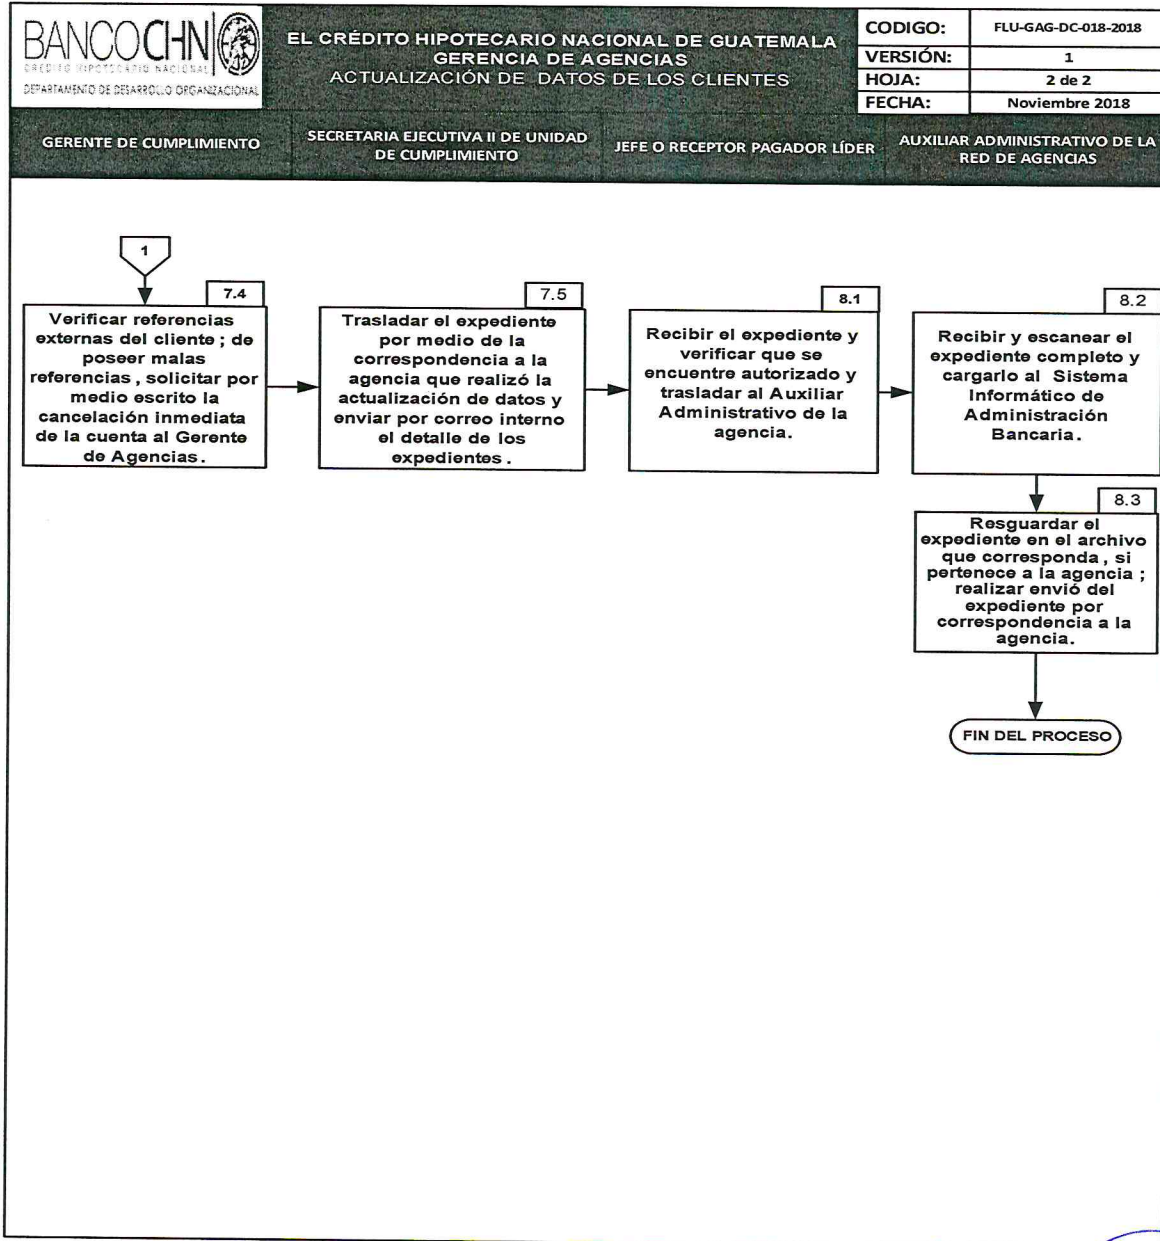 BANCOCHN
CRÉDITO HIPOTECARIO NACIONAL
DEPARTAMENTO DE DESARROLLO ORGANIZACIONAL
EL CRÉDITO HIPOTECARIO NACIONAL DE GUATEMALA
GERENCIA DE AGENCIAS
ACTUALIZACIÓN DE DATOS DE LOS CLIENTES
CODIGO: FLU-GAG-DC-018-2018
VERSIÓN: 1
HOJA: 2 de 2
FECHA: Noviembre 2018
GERENTE DE CUMPLIMIENTO
SECRETARIA EJECUTIVA II DE UNIDAD
DE CUMPLIMIENTO
JEFE O RECEPTOR PAGADOR LÍDER
AUXILIAR ADMINISTRATIVO DE LA
RED DE AGENCIAS
1
7.4
Verificar referencias
externas del cliente ; de
poseer malas
referencias , solicitar por
medio escrito la
cancelación inmediata
de la cuenta al Gerente
de Agencias .
7.5
Trasladar el expediente
por medio de la
correspondencia a la
agencia que realizó la
actualización de datos y
enviar por correo interno
el detalle de los
expedientes .
8.1
Recibir el expediente y
verificar que se
encuentre autorizado y
trasladar al Auxiliar
Administrativo de la
agencia.
8.2
Recibir y escanear el
expediente completo y
cargarlo al Sistema
Informático de
Administración
Bancaria .
8.3
Resguardar el
expediente en el archivo
que corresponda , si
pertenece a la agencia ;
realizar envió del
expediente por
correspondencia a la
agencia.
FIN DEL PROCESO